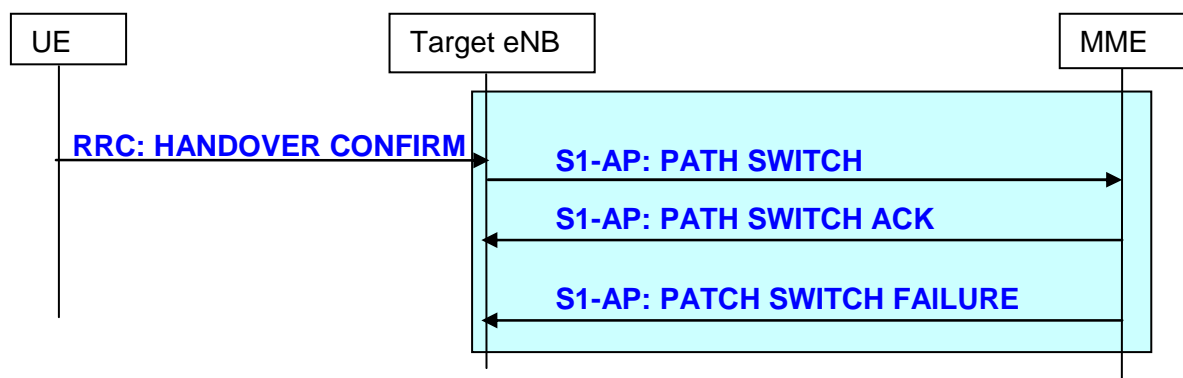 UE
Target eNB
MME
RRC: HANDOVER CONFIRM
S1-AP: PATH SWITCH
S1-AP: PATH SWITCH ACK
S1-AP: PATCH SWITCH FAILURE